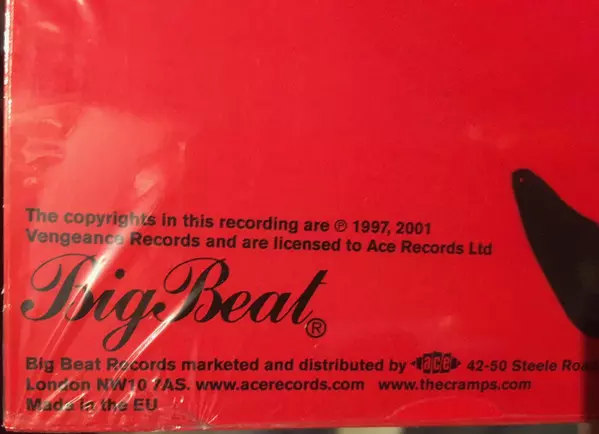 The copyrights in this recording are ℗ 1997, 2001
Vengeance Records and are licensed to Ace Records Ltd
Big Beat ®
Big Beat Records marketed and distributed by ace 42-50 Steele Road
London NW10 7AS. www.acerecords.com www.thecramps.com
Made in the EU